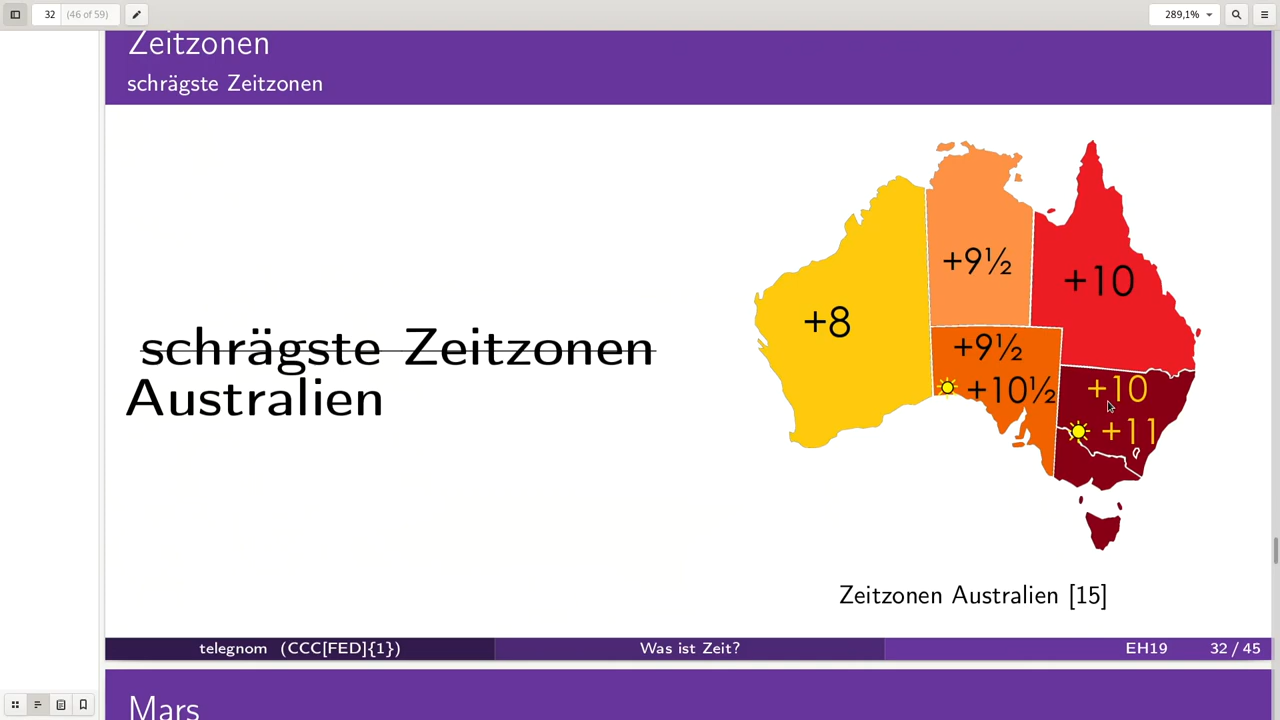 32
(46 of 59)
289,1%
Zeitzonen
schrägste Zeitzonen
schrägste Zeitzonen
Australien
+8
+9½
+10
+9½
+10½
+10
+11
Zeitzonen Australien [15]
telegnom (CCC[FED]{1})
Was ist Zeit?
EH19
32 / 45
Mars